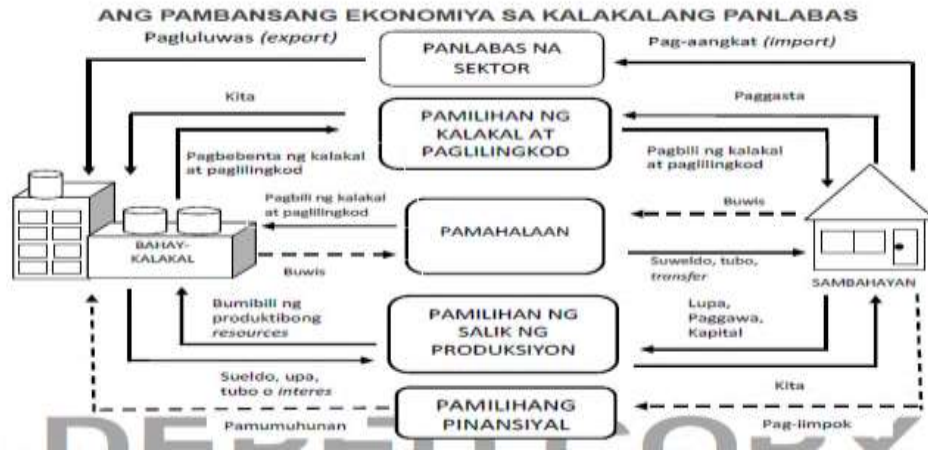 ANG PAMBANSANG EKONOMIYA SA KALAKALANG PANLABAS
Pagluluwas (export)
PANLABAS NA
SEKTOR
Pag-aangkat (import)
Kita
PAMILIHAN NG
KALAKAL AT
PAGLILINGKOD
Paggasta
Pagbebenta ng kalakal
at paglilingkod
Pagbili ng kalakal
at paglilingkod
Pagbili ng kalakal
at paglilingkod
PAMAHALAAN
Buwis
BAHAY-
KALAKAL
Buwis
Suweldo, tubo,
transfer
SAMBAHAYAN
Bumibili ng
produktibong
resources
PAMILIHAN NG
SALIK NG
PRODUKSIYON
Lupa,
Paggawa,
Kapital
Sueldo, upa,
tubo o interes
Kita
PAMILIHANG
PINANSIYAL
Pamumuhunan
Pag-iimpok
DEPED COPY